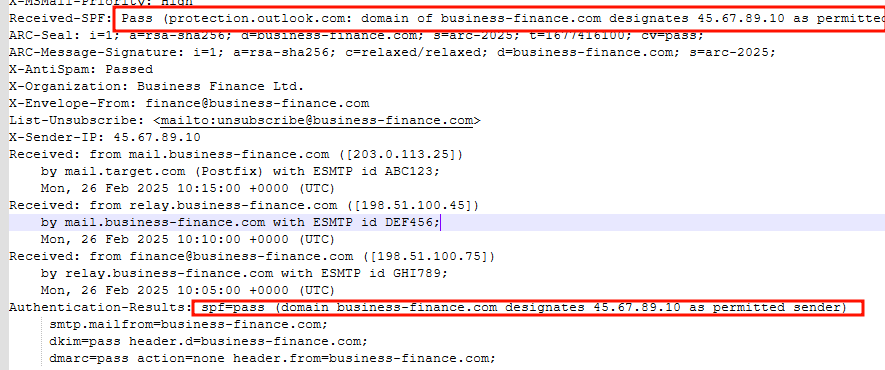 X-MSMail-Priority: High
Received-SPF: Pass (protection.outlook.com: domain of business-finance.com designates 45.67.89.10 as permitted
ARC-Seal: i=1; a=rsa-sha256; d=business-finance.com; s=arc-2025; t=1677416100; cv=pass;
ARC-Message-Signature: i=1; a=rsa-sha256; c=relaxed/relaxed; d=business-finance.com; s=arc-2025;
X-AntiSpam: Passed
X-Organization: Business Finance Ltd.
X-Envelope-From: finance@business-finance.com
List-Unsubscribe: <mailto:unsubscribe@business-finance.com>
X-Sender-IP: 45.67.89.10
Received: from mail.business-finance.com ([203.0.113.25])
by mail.target.com (Postfix) with ESMTP id ABC123;
Mon, 26 Feb 2025 10:15:00 +0000 (UTC)
Received: from relay.business-finance.com ([198.51.100.45])
by mail.business-finance.com with ESMTP id DEF456;
Mon, 26 Feb 2025 10:10:00 +0000 (UTC)
Received: from finance@business-finance.com ([198.51.100.75])
by relay.business-finance.com with ESMTP id GHI789;
Mon, 26 Feb 2025 10:05:00 +0000 (UTC)
Authentication-Results: spf=pass (domain business-finance.com designates 45.67.89.10 as permitted sender)
smtp.mailfrom=business-finance.com;
dkim=pass header.d=business-finance.com;
dmarc=pass action=none header.from=business-finance.com;